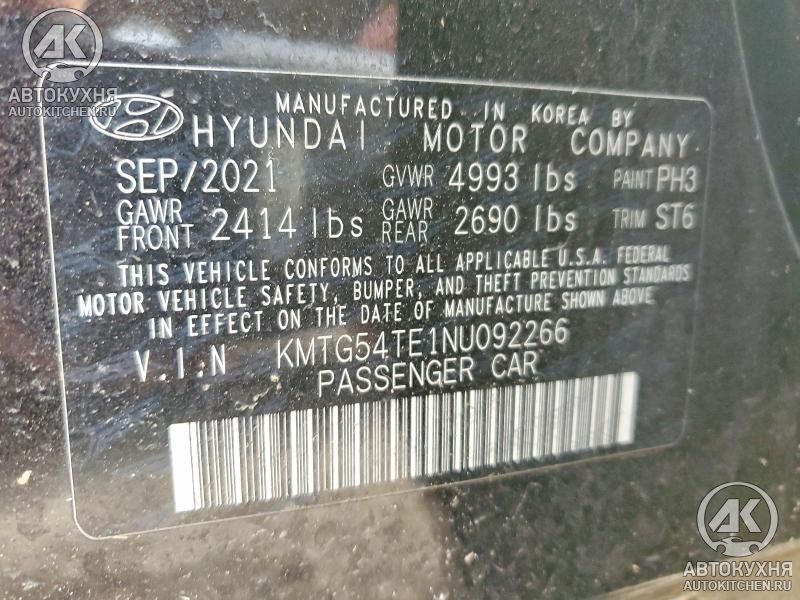 AK
АВТОКУХНЯ
AUTOKITCHEN.RU
MANUFACTURED IN KOREA BY
HYUNDAI MOTOR COMPANY
SEP/2021 GVWR 4993 lbs PAINT PH3
GAWR FRONT 2414 lbs GAWR REAR 2690 lbs TRIM ST6
THIS VEHICLE CONFORMS TO ALL APPLICABLE U.S.A. FEDERAL
MOTOR VEHICLE SAFETY, BUMPER, AND THEFT PREVENTION STANDARDS
IN EFFECT ON THE DATE OF MANUFACTURE SHOWN ABOVE
V.I.N KMTG54TE1NU092266
PASSENGER CAR
AK
АВТОКУХНЯ
AUTOKITCHEN.RU